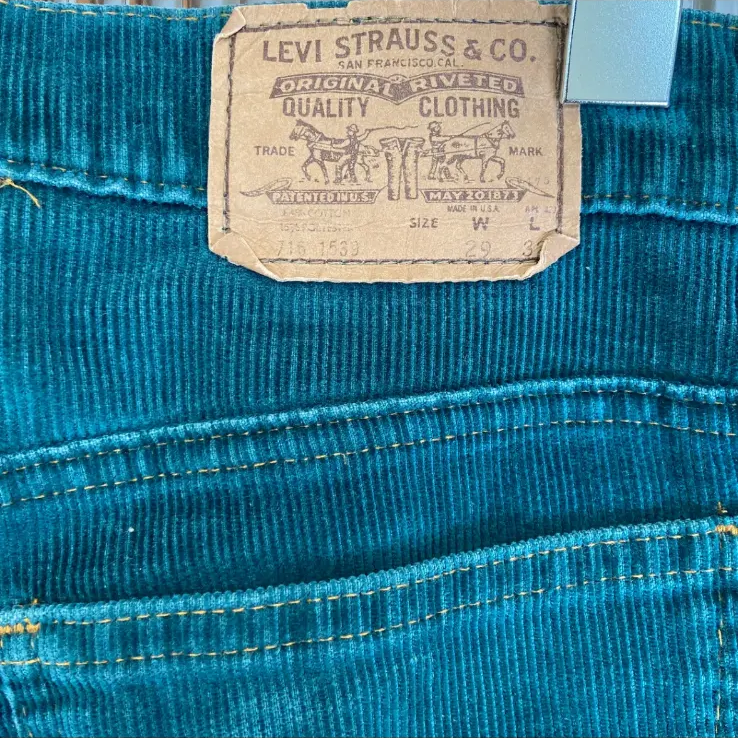 LEVI STRAUSS & CO.
SAN FRANCISCO, CAL.
ORIGINAL RIVETED
QUALITY CLOTHING
TRADE MARK
PATENTED IN U.S. MAY 20 1873
MADE IN U.S.A.
SIZE W L
29